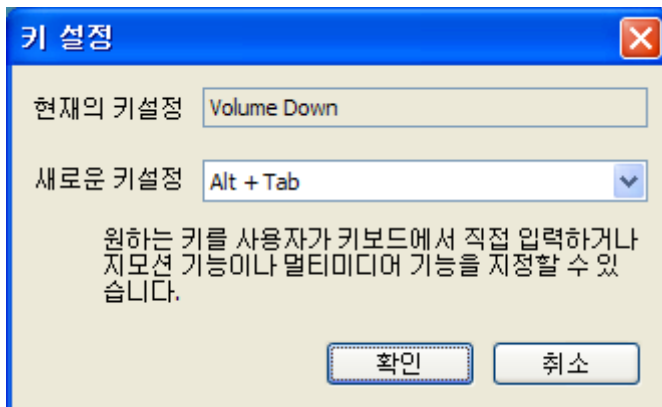 키 설정
현재의 키설정 Volume Down
새로운 키설정 Alt + Tab
원하는 키를 사용자가 키보드에서 직접 입력하거나
지모션 기능이나 멀티미디어 기능을 지정할 수 있
습니다.
확인 취소